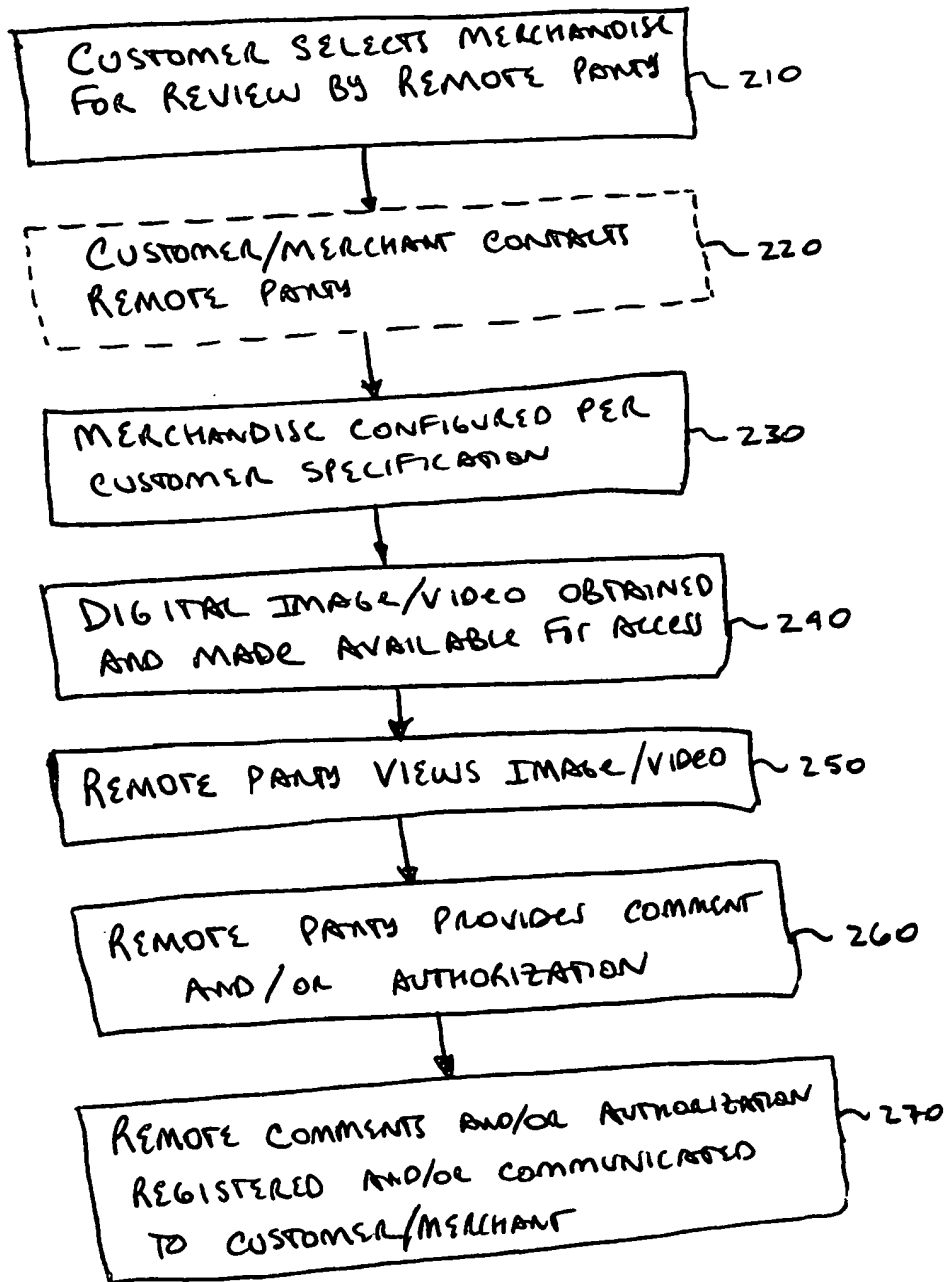 CUSTOMER SELECTS MERCHANDISE
FOR REVIEW BY REMOTE PARTY
210
CUSTOMER/MERCHANT CONTACTS
REMOTE PARTY
220
MERCHANDISE CONFIGURED PER
CUSTOMER SPECIFICATION
230
DIGITAL IMAGE/VIDEO OBTAINED
AND MADE AVAILABLE FOR ACCESS
240
REMOTE PARTY VIEWS IMAGE/VIDEO
250
REMOTE PARTY PROVIDES COMMENT
AND/OR AUTHORIZATION
260
REMOTE COMMENTS AND/OR AUTHORIZATION
REGISTERED AND/OR COMMUNICATED
TO CUSTOMER/MERCHANT
270